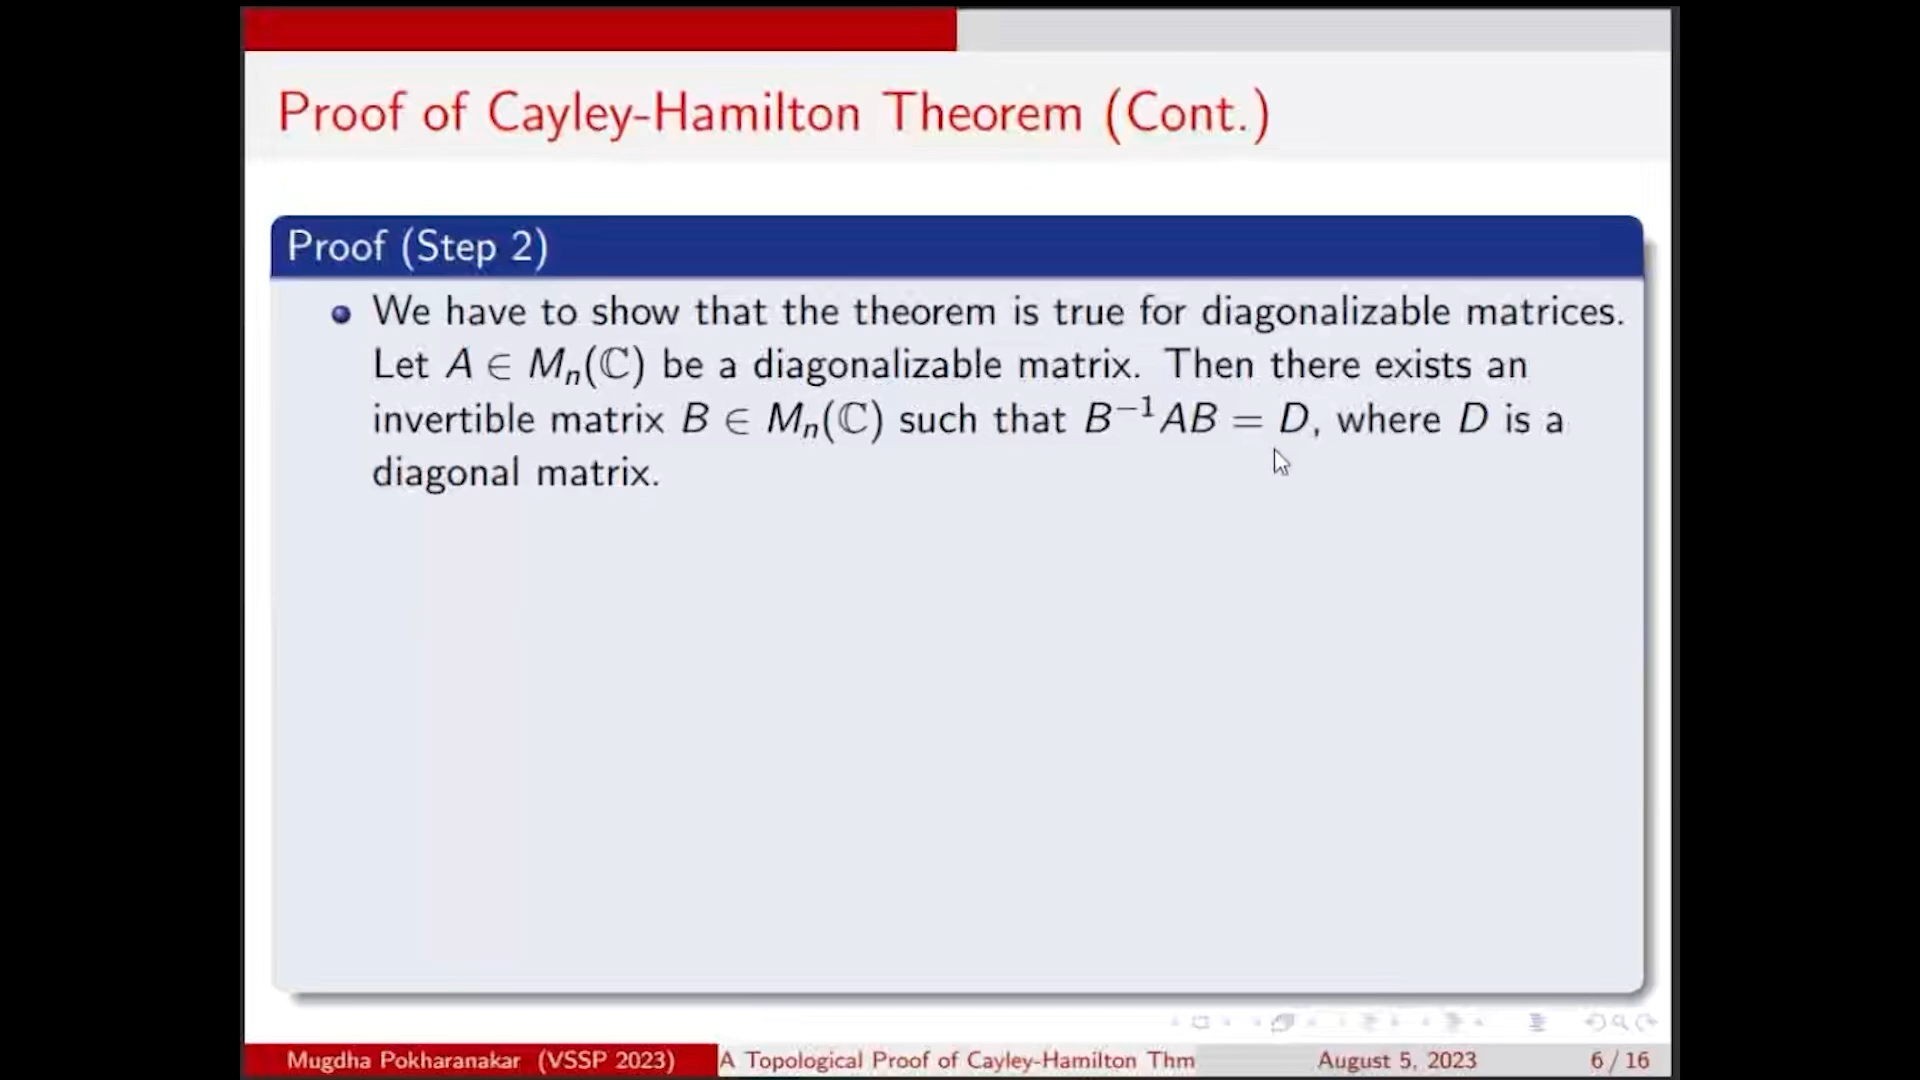 Proof of Cayley-Hamilton Theorem (Cont.)
Proof (Step 2)
We have to show that the theorem is true for diagonalizable matrices.
Let A ∈ Mₙ(ℂ) be a diagonalizable matrix. Then there exists an
invertible matrix B ∈ Mₙ(ℂ) such that B⁻¹AB = D, where D is a
diagonal matrix.
Mugdha Pokharanakar (VSSP 2023) A Topological Proof of Cayley-Hamilton Thm August 5, 2023 6 / 16